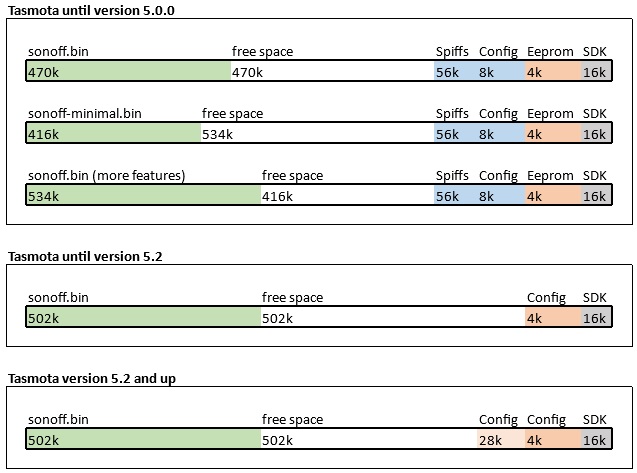 Tasmota until version 5.0.0
sonoff.bin free space Spiffs Config Eeprom SDK
470k 470k 56k 8k 4k 16k
sonoff-minimal.bin free space Spiffs Config Eeprom SDK
416k 534k 56k 8k 4k 16k
sonoff.bin (more features) free space Spiffs Config Eeprom SDK
534k 416k 56k 8k 4k 16k
Tasmota until version 5.2
sonoff.bin free space Config SDK
502k 502k 4k 16k
Tasmota version 5.2 and up
sonoff.bin free space Config Config SDK
502k 502k 28k 4k 16k